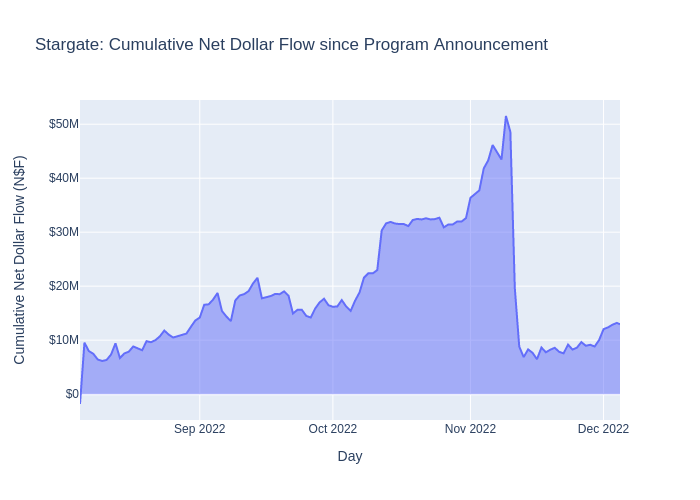 Stargate: Cumulative Net Dollar Flow since Program Announcement
$50M
$40M
$30M
$20M
$10M
$0
Cumulative Net Dollar Flow (N$F)
Sep 2022
Oct 2022
Nov 2022
Dec 2022
Day